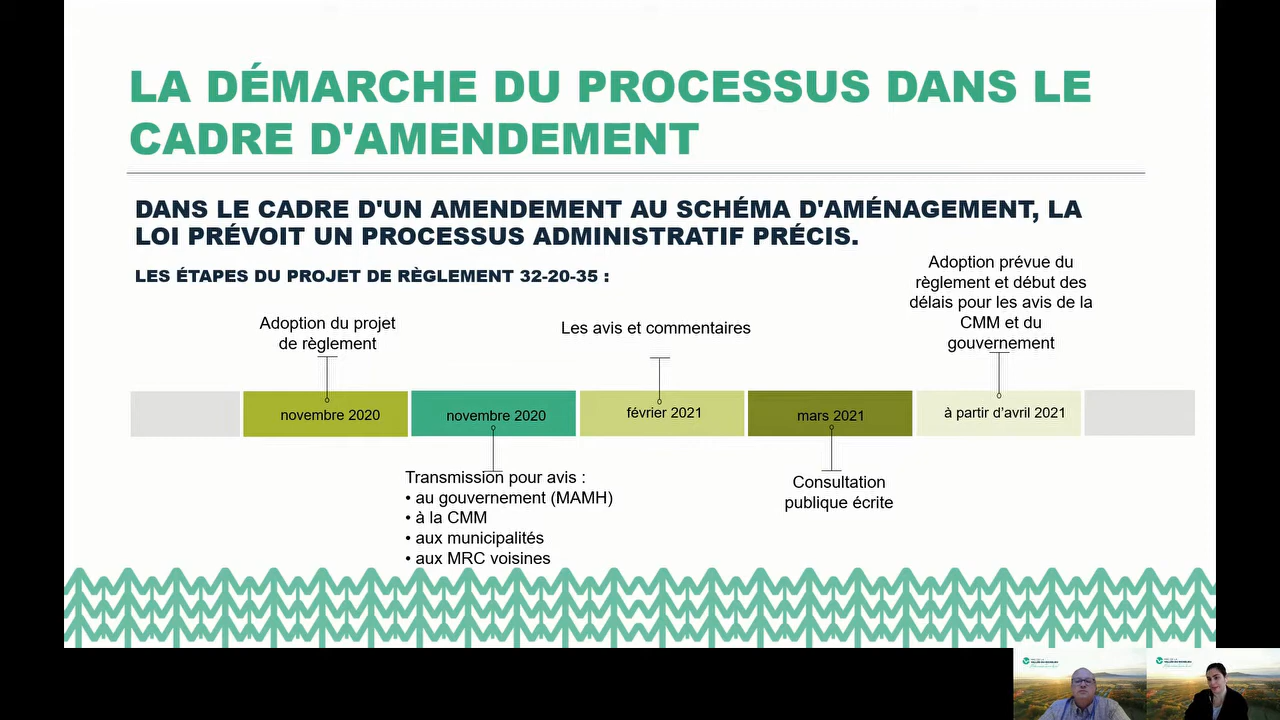 LA DÉMARCHE DU PROCESSUS DANS LE
CADRE D'AMENDEMENT
DANS LE CADRE D'UN AMENDEMENT AU SCHÉMA D'AMÉNAGEMENT, LA
LOI PRÉVOIT UN PROCESSUS ADMINISTRATIF PRÉCIS.
LES ÉTAPES DU PROJET DE RÈGLEMENT 32-20-35 :
Adoption du projet
de règlement
Les avis et commentaires
Adoption prévue du
règlement et début des
délais pour les avis de la
CMM et du
gouvernement
novembre 2020
novembre 2020
février 2021
mars 2021
à partir d'avril 2021
Transmission pour avis :
• au gouvernement (MAMH)
• à la CMM
• aux municipalités
• aux MRC voisines
Consultation
publique écrite